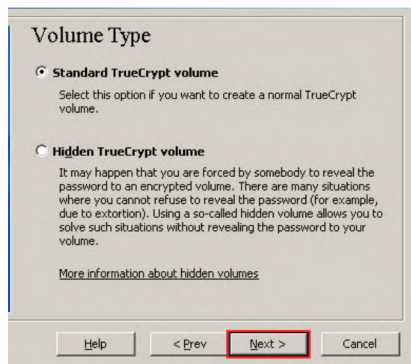 Volume Type
Standard TrueCrypt volume
Select this option if you want to create a normal TrueCrypt
volume.
Hidden TrueCrypt volume
It may happen that you are forced by somebody to reveal the
password to an encrypted volume. There are many situations
where you cannot refuse to reveal the password (for example,
due to extortion). Using a so-called hidden volume allows you to
solve such situations without revealing the password to your
volume.
More information about hidden volumes
Help < Prev Next > Cancel